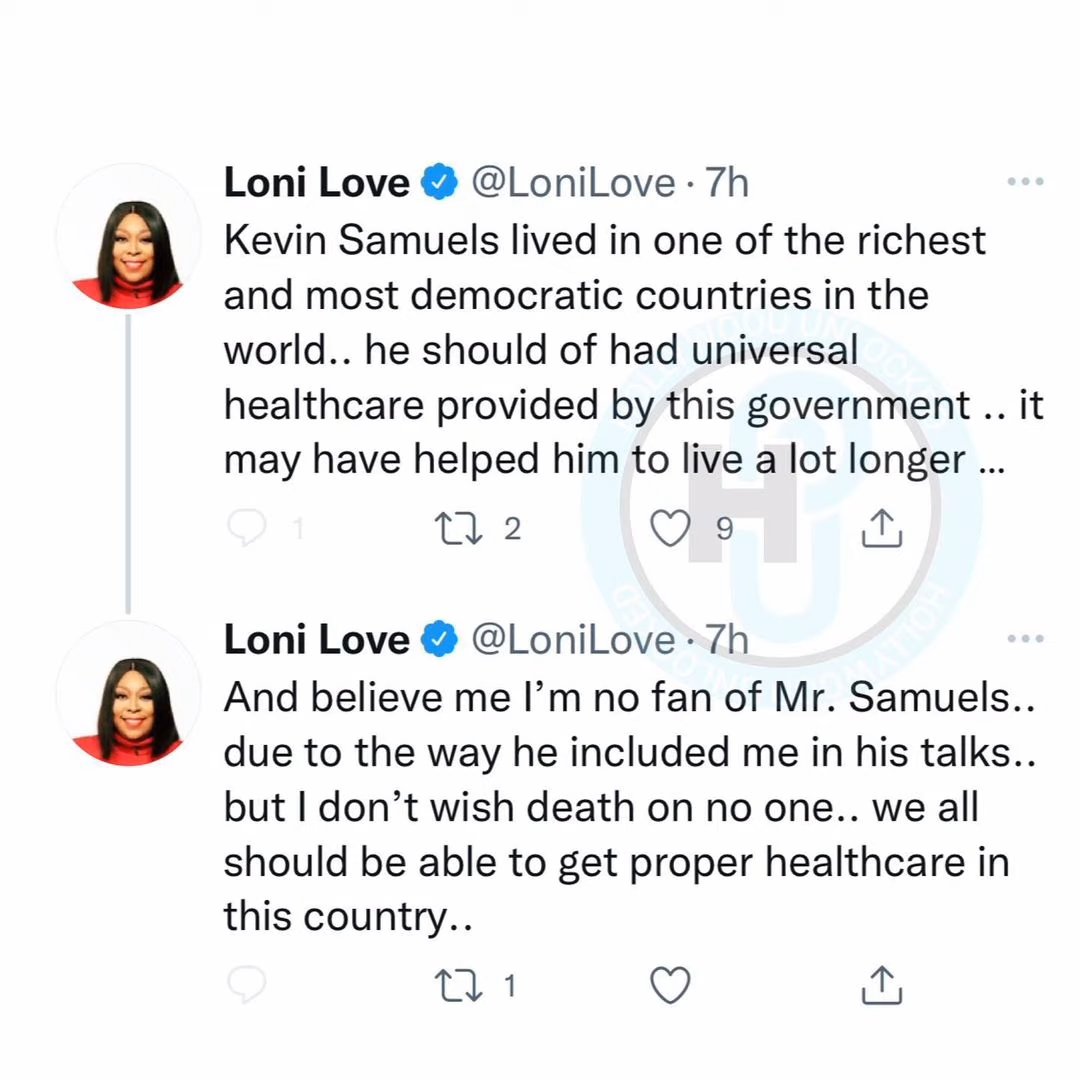 Loni Love @LoniLove · 7h
Kevin Samuels lived in one of the richest
and most democratic countries in the
world.. he should of had universal
healthcare provided by this government .. it
may have helped him to live a lot longer ...
1 2 9
Loni Love @LoniLove · 7h
And believe me I’m no fan of Mr. Samuels..
due to the way he included me in his talks..
but I don’t wish death on no one.. we all
should be able to get proper healthcare in
this country..
1
H
U